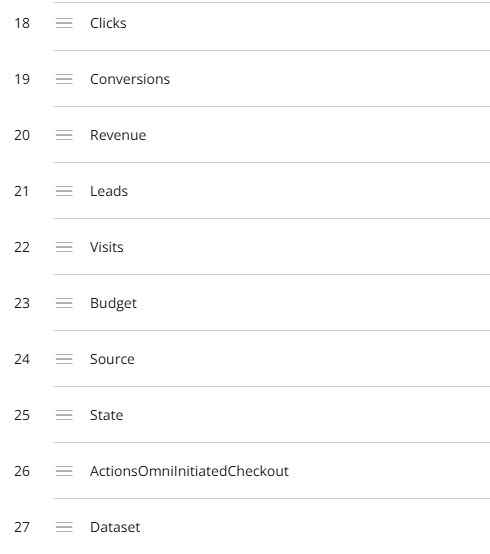 18 Clicks
19 Conversions
20 Revenue
21 Leads
22 Visits
23 Budget
24 Source
25 State
26 ActionsOmniInitiatedCheckout
27 Dataset